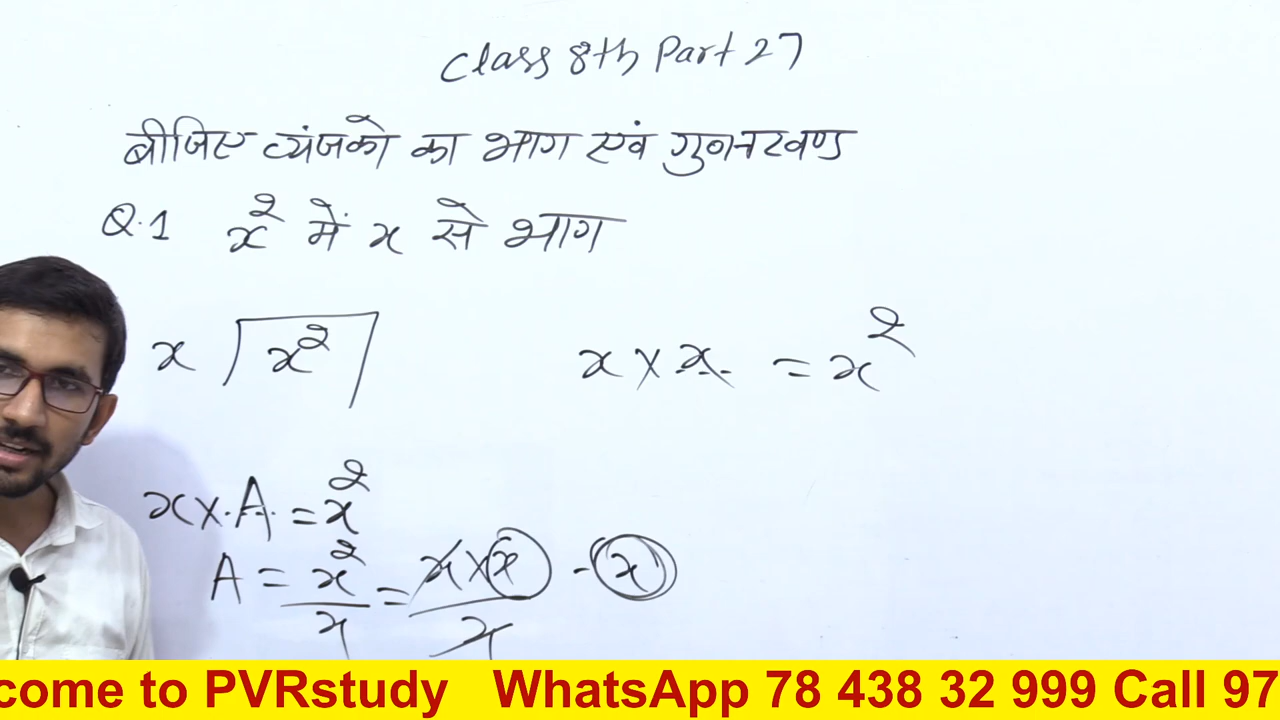 Class 8th Part 27
बीजिए व्यंजको का भाग एवं गुणनखण्ड
Q.1 x² में x से भाग
x x²
x × x = x²
x × A = x²
A = x²/x = x × x/x - x
come to PVRstudy WhatsApp 78 438 32 999 Call 97